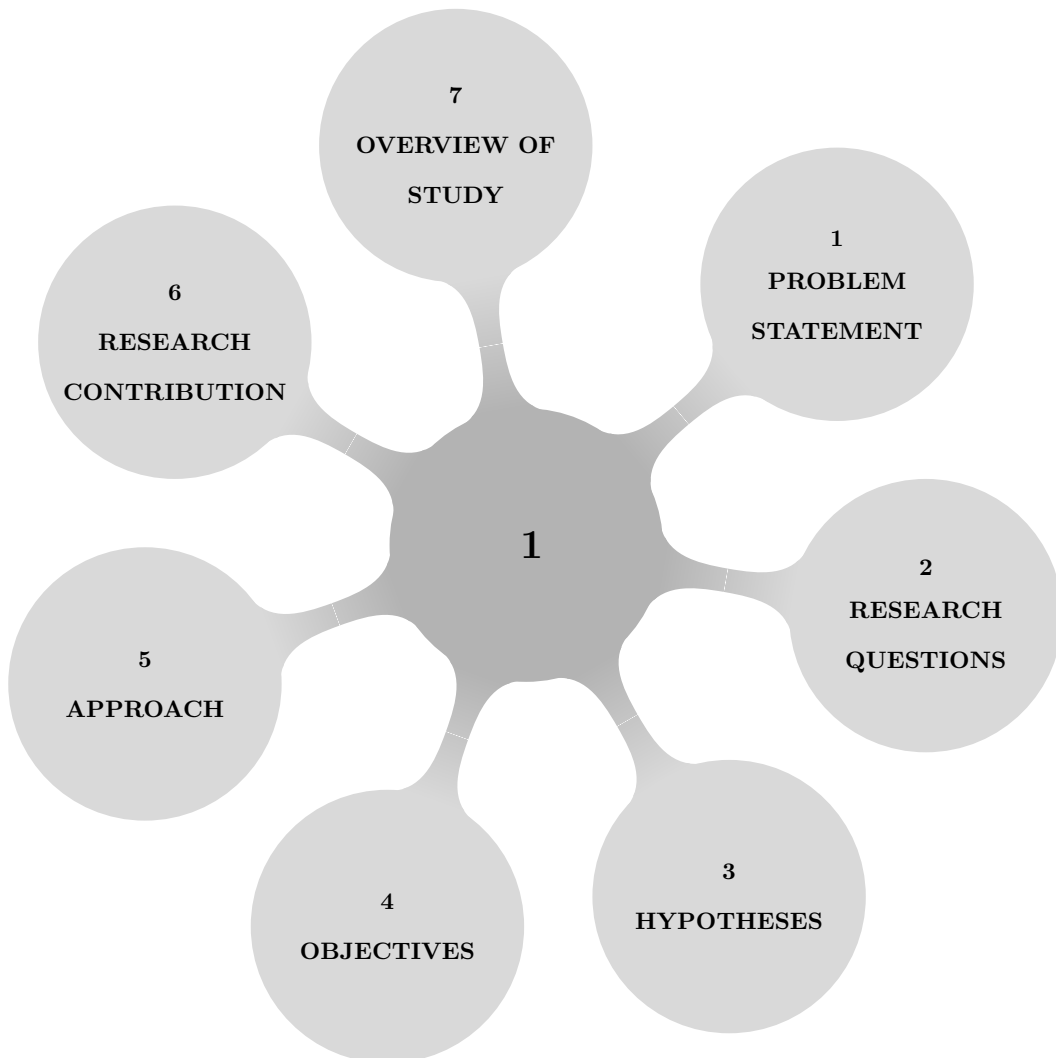 7
OVERVIEW OF
STUDY
1
PROBLEM
STATEMENT
6
RESEARCH
CONTRIBUTION
1
2
RESEARCH
QUESTIONS
5
APPROACH
3
HYPOTHESES
4
OBJECTIVES